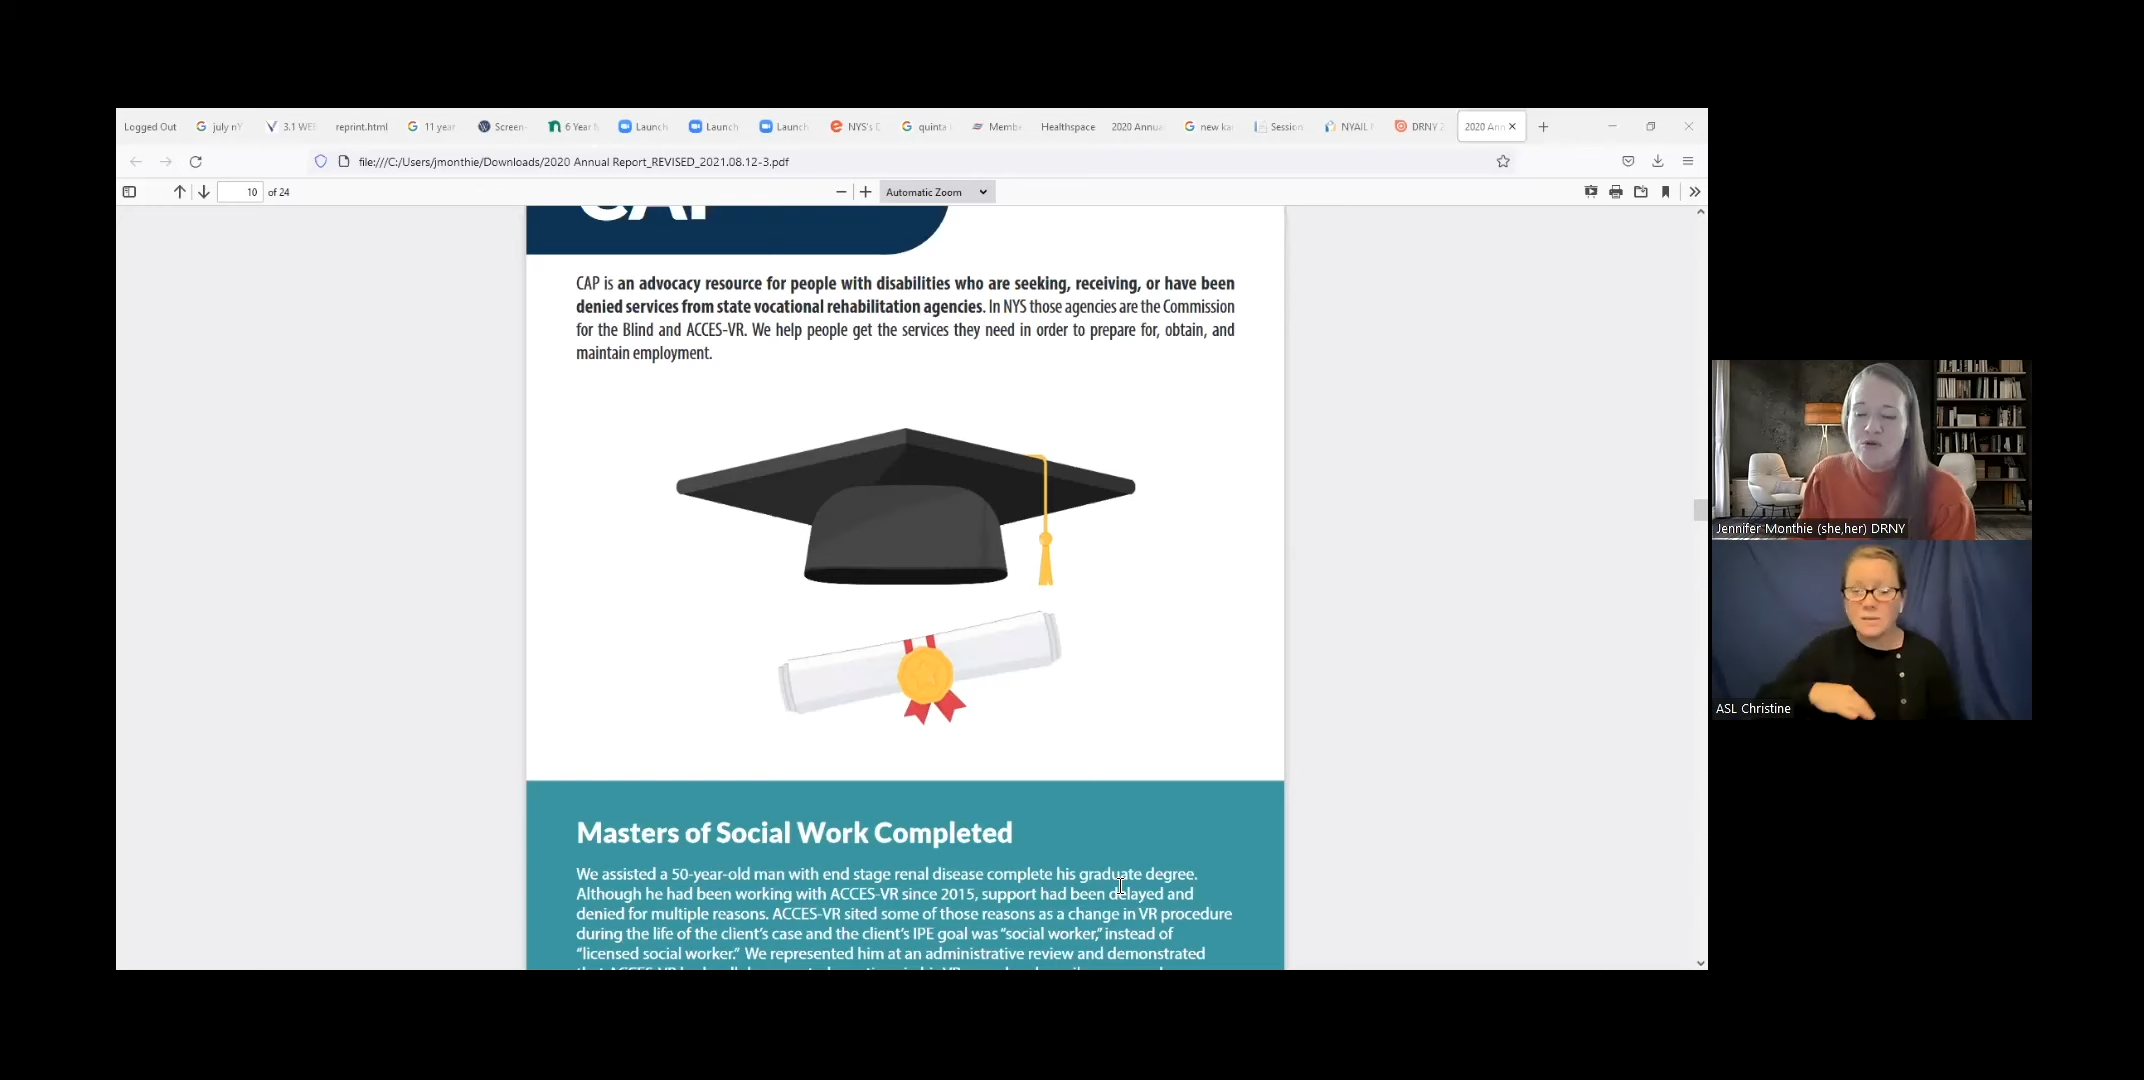 Logged Out
july nY
3.1 WE
reprint.html
11 year
Screen-
6 Year
Launch
Launch
Launch
NYS's
quinta
Memb
Healthspace
2020 Annua
new ka
Session
NYAIL
DRNY 2
2020 Ann
file:///C:/Users/jmonthie/Downloads/2020 Annual Report_REVISED_2021.08.12-3.pdf
10 of 24
Automatic Zoom
CAP
CAP is an advocacy resource for people with disabilities who are seeking, receiving, or have been
denied services from state vocational rehabilitation agencies. In NYS those agencies are the Commission
for the Blind and ACCES-VR. We help people get the services they need in order to prepare for, obtain, and
maintain employment.
Jennifer Monthie (she,her) DRNY
ASL Christine
Masters of Social Work Completed
We assisted a 50-year-old man with end stage renal disease complete his graduate degree.
Although he had been working with ACCES-VR since 2015, support had been delayed and
denied for multiple reasons. ACCES-VR sited some of those reasons as a change in VR procedure
during the life of the client's case and the client's IPE goal was "social worker," instead of
"licensed social worker." We represented him at an administrative review and demonstrated